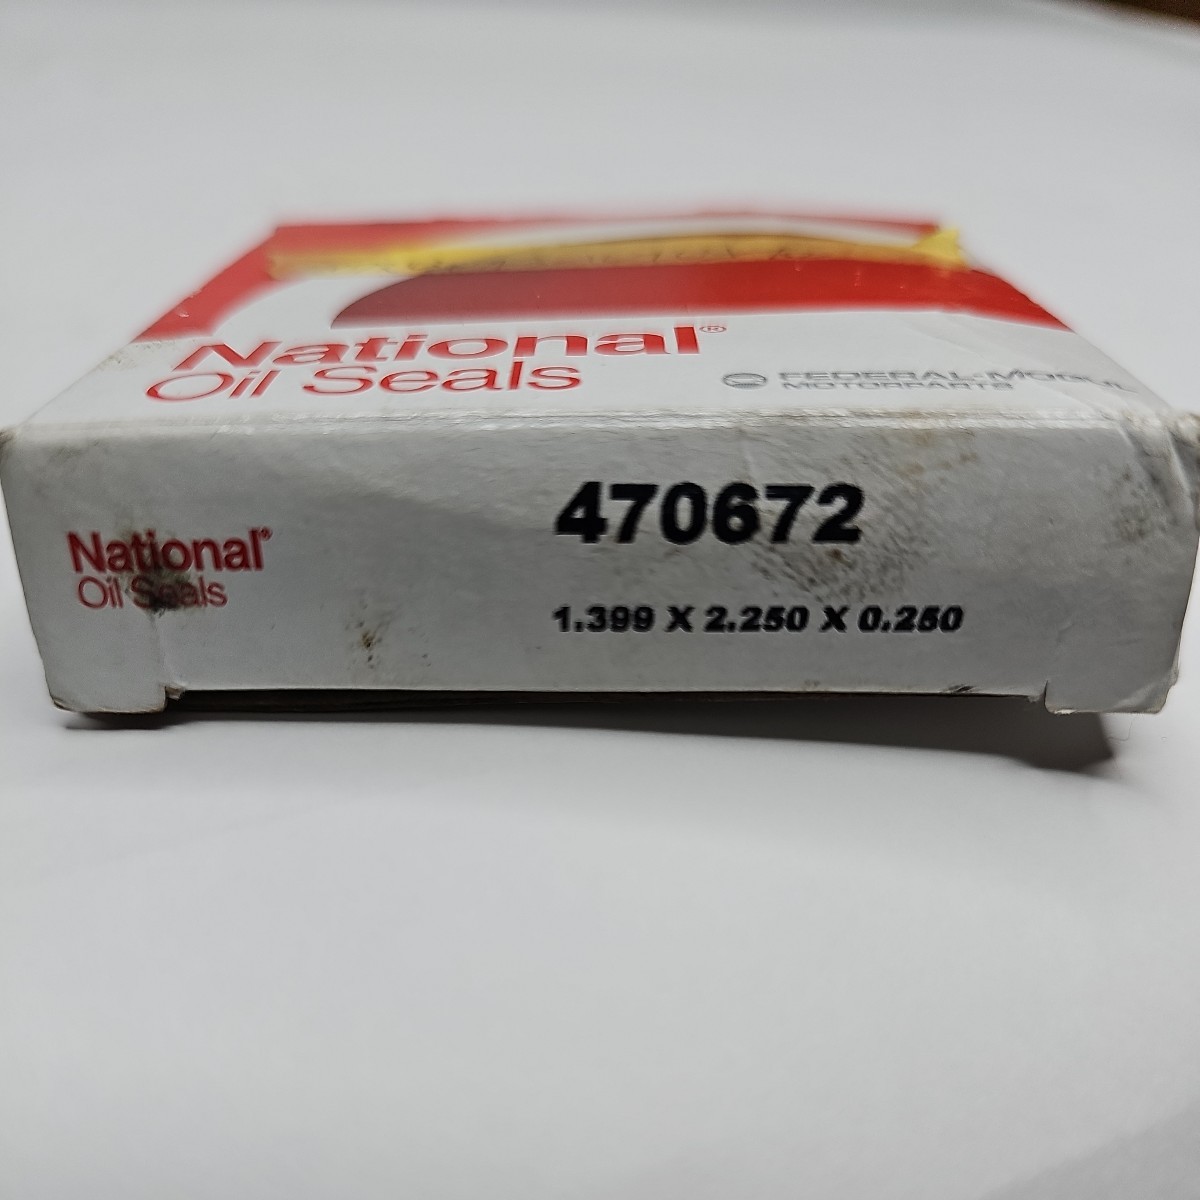 National®
Oil Seals
FEDERAL-MOGUL
MOTORPARTS
470672
National®
Oil Seals
1.399 X 2.250 X 0.250